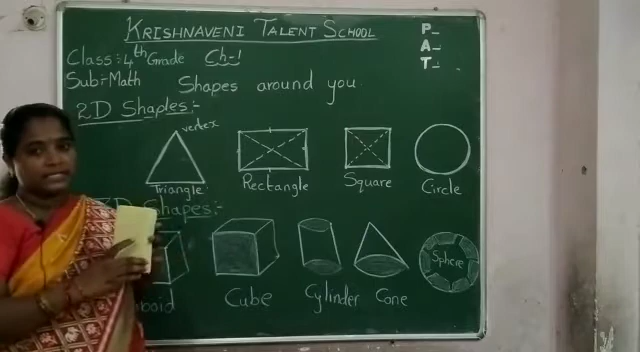 KRISHNAVENI TALENT SCHOOL
P-
A-
T-
Class:- 4th Grade Ch-1
Sub:- Math Shapes around you
2D Shaples:-
vertex
Triangle Rectangle Square Circle
D Shapes:-
Sphere
boid Cube Cylinder Cone